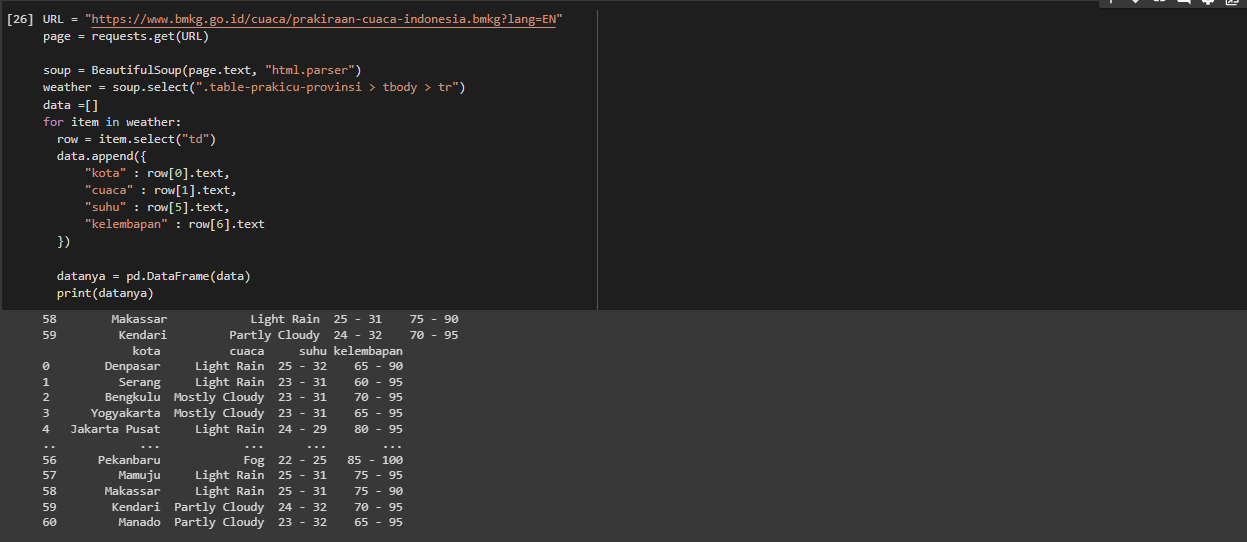 [26] URL = "https://www.bmkg.go.id/cuaca/prakiraan-cuaca-indonesia.bmkg?lang=EN"
page = requests.get(URL)
soup = BeautifulSoup(page.text, "html.parser")
weather = soup.select(".table-prakicu-provinsi > tbody > tr")
data =[]
for item in weather:
row = item.select("td")
data.append({
"kota" : row[0].text,
"cuaca" : row[1].text,
"suhu" : row[5].text,
"kelembapan" : row[6].text
})
datanya = pd.DataFrame(data)
print(datanya)
58 Makassar Light Rain 25 - 31 75 - 90
59 Kendari Partly Cloudy 24 - 32 70 - 95
kota cuaca suhu kelembapan
0 Denpasar Light Rain 25 - 32 65 - 90
1 Serang Light Rain 23 - 31 60 - 95
2 Bengkulu Mostly Cloudy 23 - 31 70 - 95
3 Yogyakarta Mostly Cloudy 23 - 31 65 - 95
4 Jakarta Pusat Light Rain 24 - 29 80 - 95
.. ... ... ... ...
56 Pekanbaru Fog 22 - 25 85 - 100
57 Mamuju Light Rain 25 - 31 75 - 95
58 Makassar Light Rain 25 - 31 75 - 90
59 Kendari Partly Cloudy 24 - 32 70 - 95
60 Manado Partly Cloudy 23 - 32 65 - 95